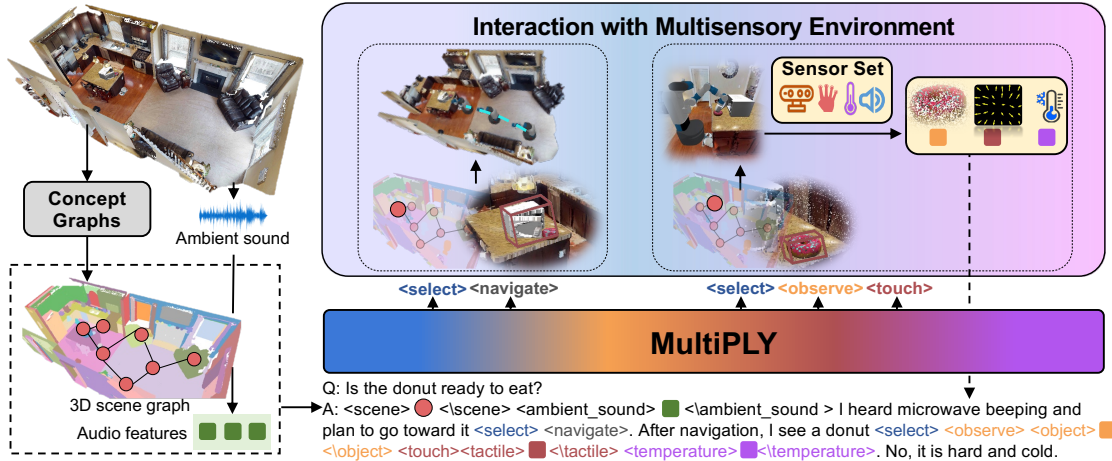 Interaction with Multisensory Environment
Sensor Set
Concept
Graphs
Ambient sound
<select> <navigate>
<select> <observe> <touch>
MultiPLY
3D scene graph
Audio features
Q: Is the donut ready to eat?
A: <scene> <\scene> <ambient_sound> <\ambient_sound > I heard microwave beeping and
plan to go toward it <select> <navigate>. After navigation, I see a donut <select> <observe> <object>
<\object> <touch><tactile> <\tactile> <temperature> <\temperature>. No, it is hard and cold.